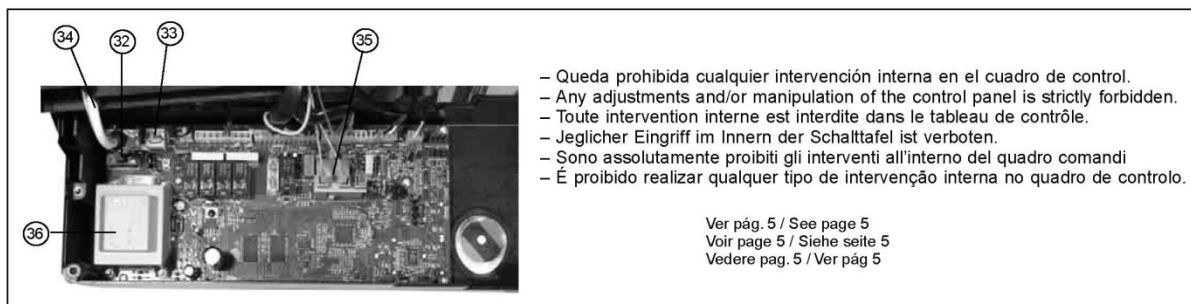 34
32
33
35
36
– Queda prohibida cualquier intervención interna en el cuadro de control.
– Any adjustments and/or manipulation of the control panel is strictly forbidden.
– Toute intervention interne est interdite dans le tableau de contrôle.
– Jeglicher Eingriff im Innern der Schalttafel ist verboten.
– Sono assolutamente proibiti gli interventi all'interno del quadro comandi
– É proibido realizar qualquer tipo de intervenção interna no quadro de controlo.
Ver pág. 5 / See page 5
Voir page 5 / Siehe seite 5
Vedere pag. 5 / Ver pág 5